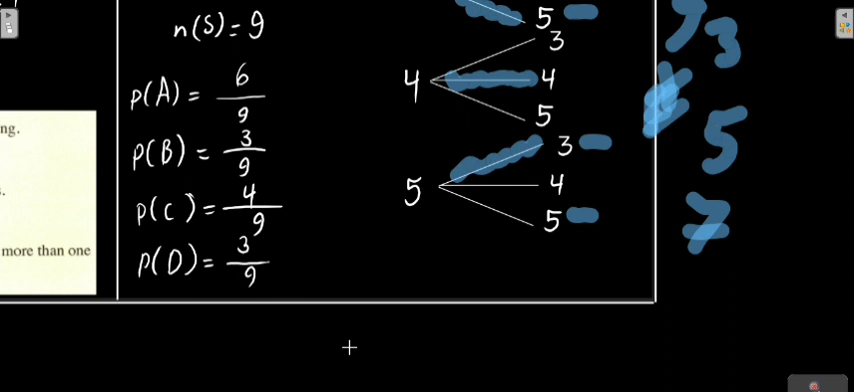 n(S)=9
P(A)= 6/9
P(B)= 3/9
P(C)= 4/9
P(D)= 3/9
5
3
4 4
5
3
5 4
5
3
5
7
ng.
more than one